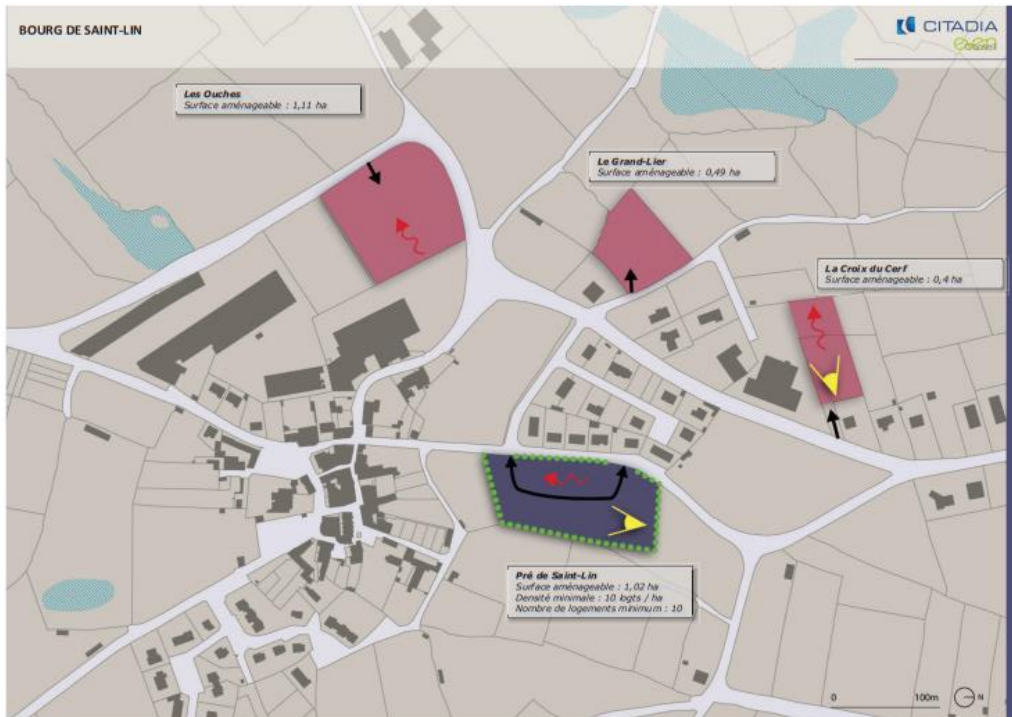 BOURG DE SAINT-LIN
CITADIA
even
Conseil
Les Ouches
Surface aménageable : 1,11 ha
Le Grand-Lier
Surface aménageable : 0,49 ha
La Croix du Cerf
Surface aménageable : 0,4 ha
Pré de Saint-Lin
Surface aménageable : 1,02 ha
Densité minimale : 10 logts / ha
Nombre de logements minimum : 10
0 100m N